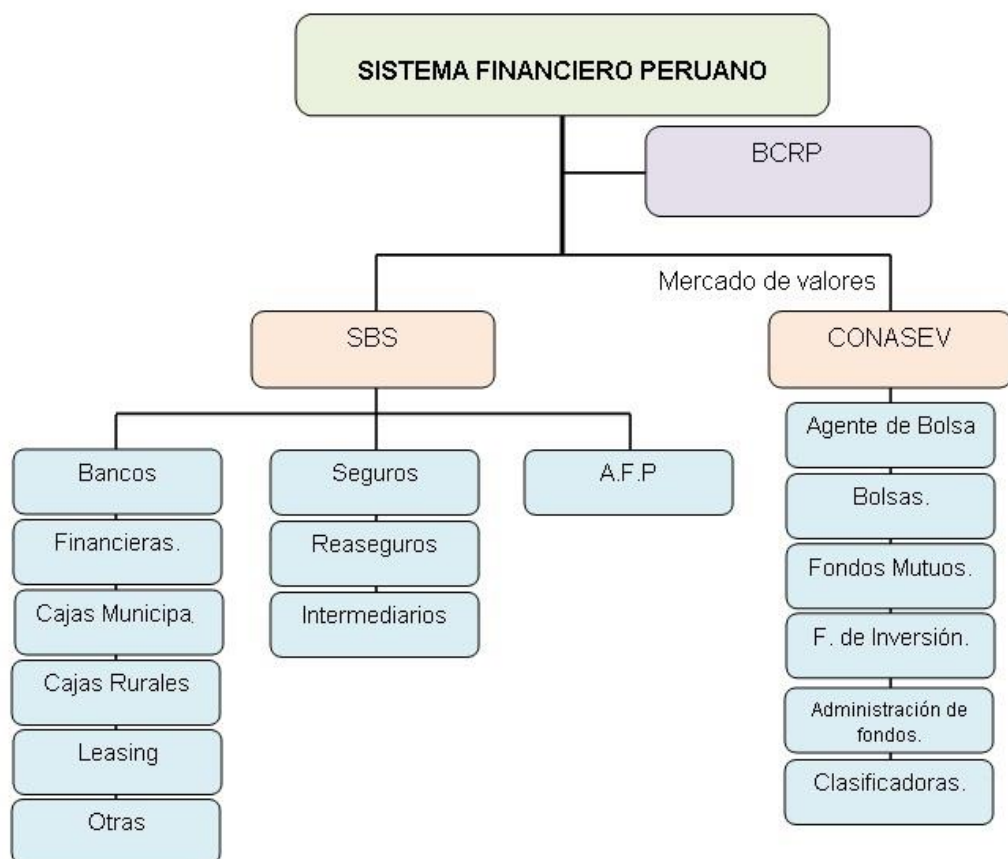 SISTEMA FINANCIERO PERUANO
BCRP
Mercado de valores
SBS
CONASEV
Bancos
Financieras.
Cajas Municipa.
Cajas Rurales
Leasing
Otras
Seguros
Reaseguros
Intermediarios
A.F.P
Agente de Bolsa
Bolsas.
Fondos Mutuos.
F. de Inversión.
Administración de
fondos.
Clasificadoras.